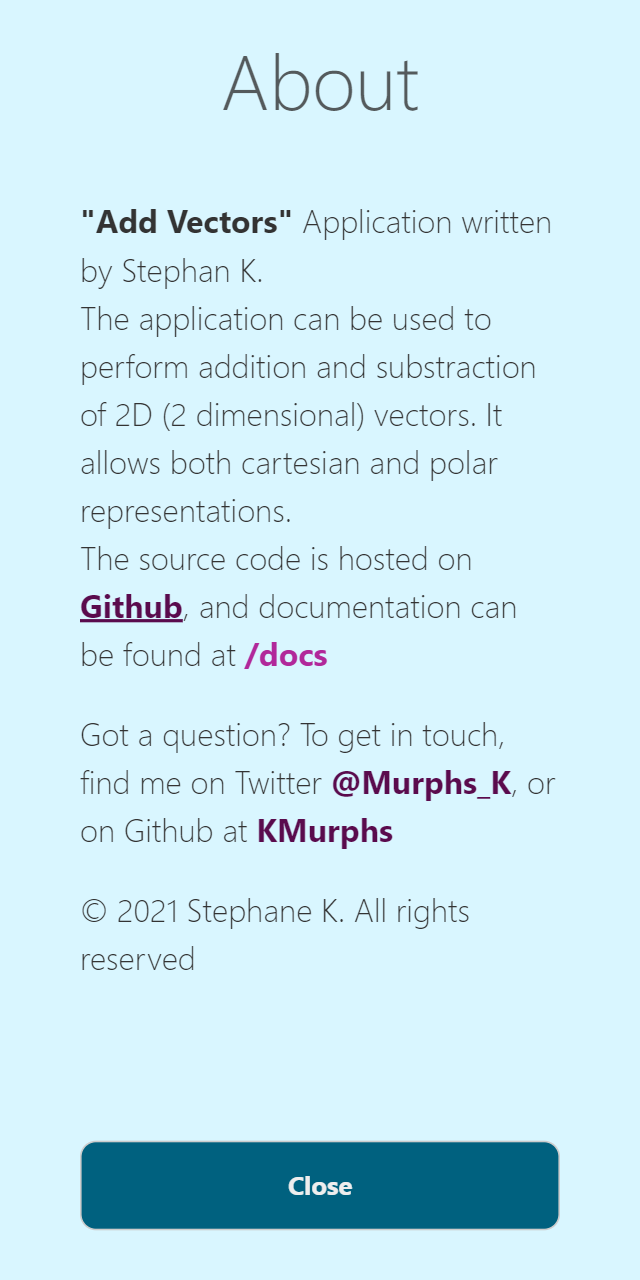 About
"Add Vectors" Application written
by Stephan K.
The application can be used to
perform addition and substraction
of 2D (2 dimensional) vectors. It
allows both cartesian and polar
representations.
The source code is hosted on
Github, and documentation can
be found at /docs
Got a question? To get in touch,
find me on Twitter @Murphs_K, or
on Github at KMurphs
© 2021 Stephane K. All rights
reserved
Close